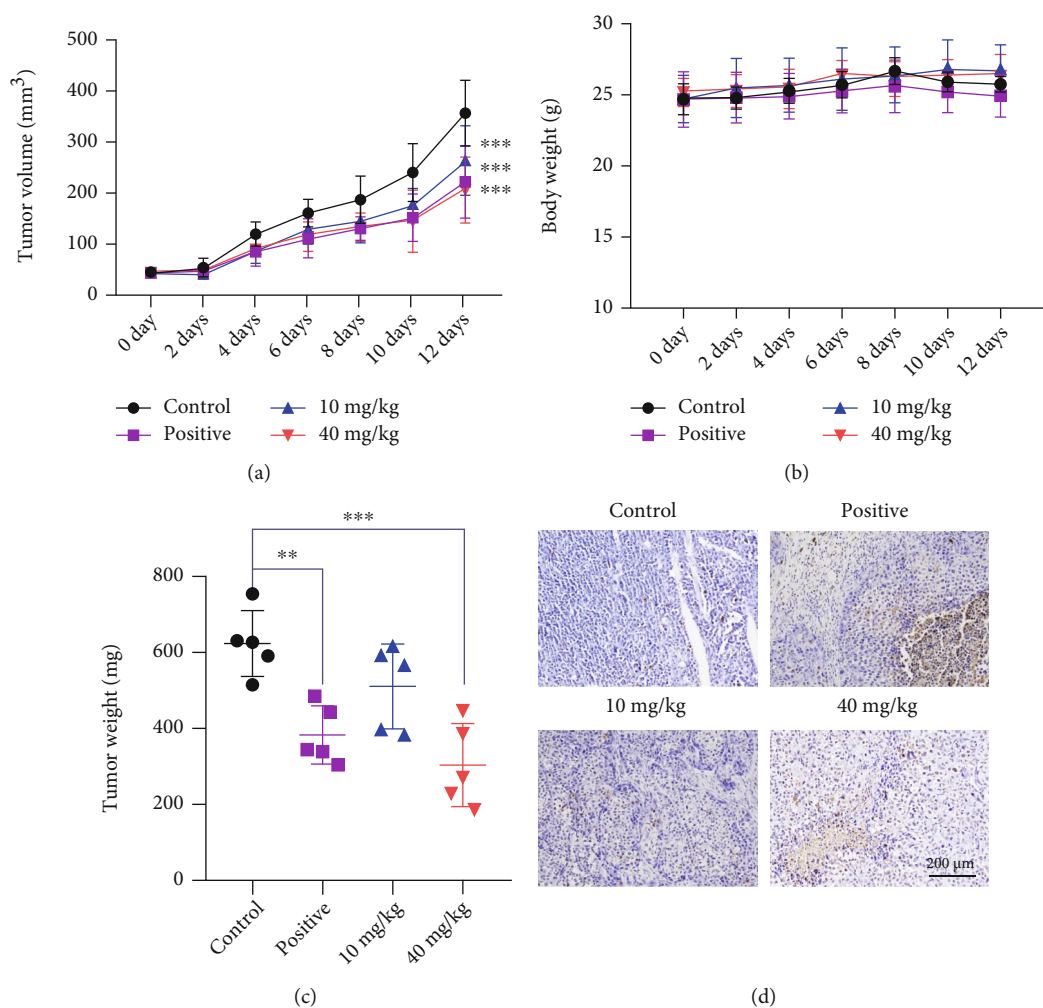 Tumor volume (mm³)
500
400
300
200
100
0
***
***
***
0 day
2 days
4 days
6 days
8 days
10 days
12 days
Control
10 mg/kg
Positive
40 mg/kg
(a)
Body weight (g)
30
25
20
15
10
0 day
2 days
4 days
6 days
8 days
10 days
12 days
Control
10 mg/kg
Positive
40 mg/kg
(b)
Tumor weight (mg)
***
**
800
600
400
200
0
Control
Positive
10 mg/kg
40 mg/kg
(c)
Control
Positive
10 mg/kg
40 mg/kg
200 μm
(d)